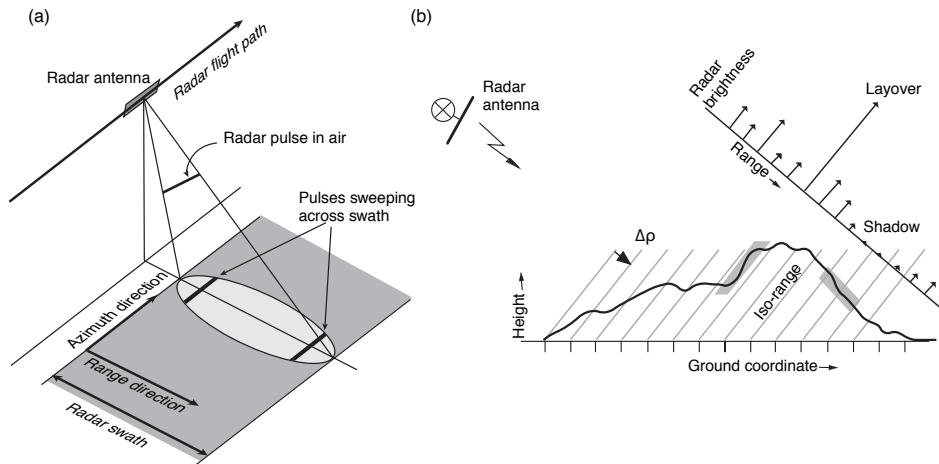 (a)
Radar flight path
Radar antenna
Radar pulse in air
Pulses sweeping
across swath
Azimuth direction
Range direction
Radar swath
(b)
Radar
antenna
Radar
brightness
Layover
Range
Shadow
Δρ
Iso-range
Height
Ground coordinate